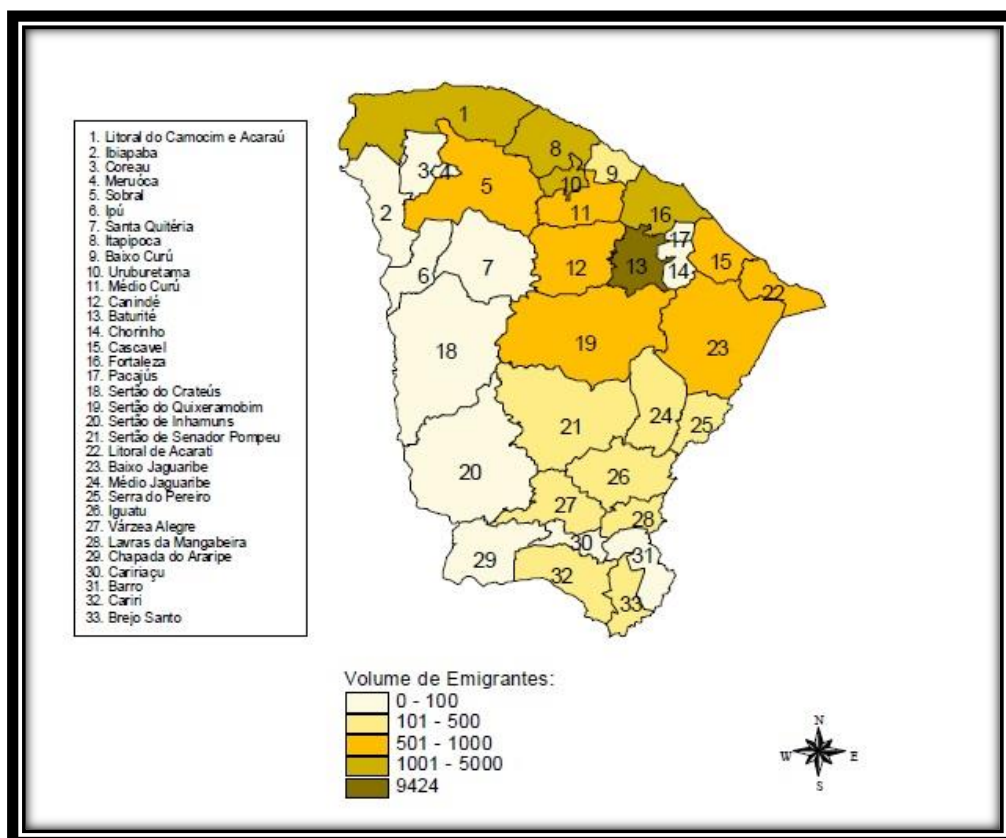 1. Litoral do Camocim e Acaraú
2. Ibiapaba
3. Coreau
4. Meruóca
5. Sobral
6. Ipú
7. Santa Quitéria
8. Itapipoca
9. Baixo Curú
10. Uruburetama
11. Médio Curú
12. Canindé
13. Baturité
14. Chorinho
15. Cascavel
16. Fortaleza
17. Pacajús
18. Sertão do Crateús
19. Sertão do Quixeramobim
20. Sertão de Inhamuns
21. Sertão de Senador Pompeu
22. Litoral de Acarati
23. Baixo Jaguaribe
24. Médio Jaguaribe
25. Serra do Pereiro
26. Iguatu
27. Várzea Alegre
28. Lavras da Mangabeira
29. Chapada do Araripe
30. Caririaçu
31. Barro
32. Cariri
33. Brejo Santo
1
8
3
4
9
5
10
2
11
16
17
6
7
12
13
14
15
22
18
19
23
24
21
25
20
26
27
28
30
31
29
32
33
Volume de Emigrantes:
0 - 100
101 - 500
501 - 1000
1001 - 5000
9424
N
W E
S